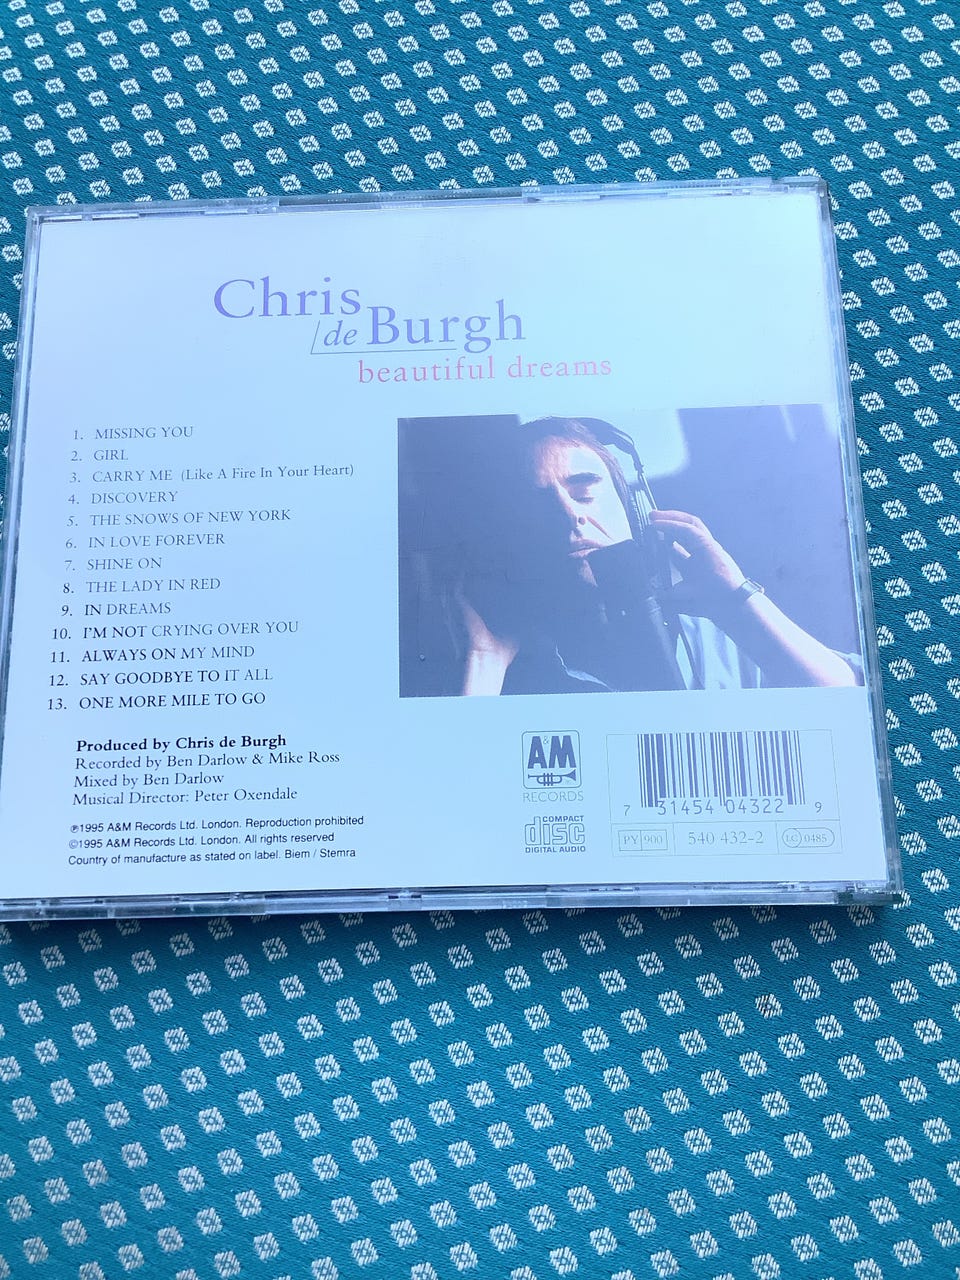 Chris
de Burgh
beautiful dreams
1. MISSING YOU
2. GIRL
3. CARRY ME (Like A Fire In Your Heart)
4. DISCOVERY
5. THE SNOWS OF NEW YORK
6. IN LOVE FOREVER
7. SHINE ON
8. THE LADY IN RED
9. IN DREAMS
10. I'M NOT CRYING OVER YOU
11. ALWAYS ON MY MIND
12. SAY GOODBYE TO IT ALL
13. ONE MORE MILE TO GO
Produced by Chris de Burgh
Recorded by Ben Darlow & Mike Ross
Mixed by Ben Darlow
Musical Director: Peter Oxendale
℗1995 A&M Records Ltd. London. Reproduction prohibited
©1995 A&M Records Ltd. London. All rights reserved
Country of manufacture as stated on label. Biem / Stemra
A&M
RECORDS
COMPACT
disc
DIGITAL AUDIO
7 31454 04322 9
PY 900
540 432-2
LC 0485